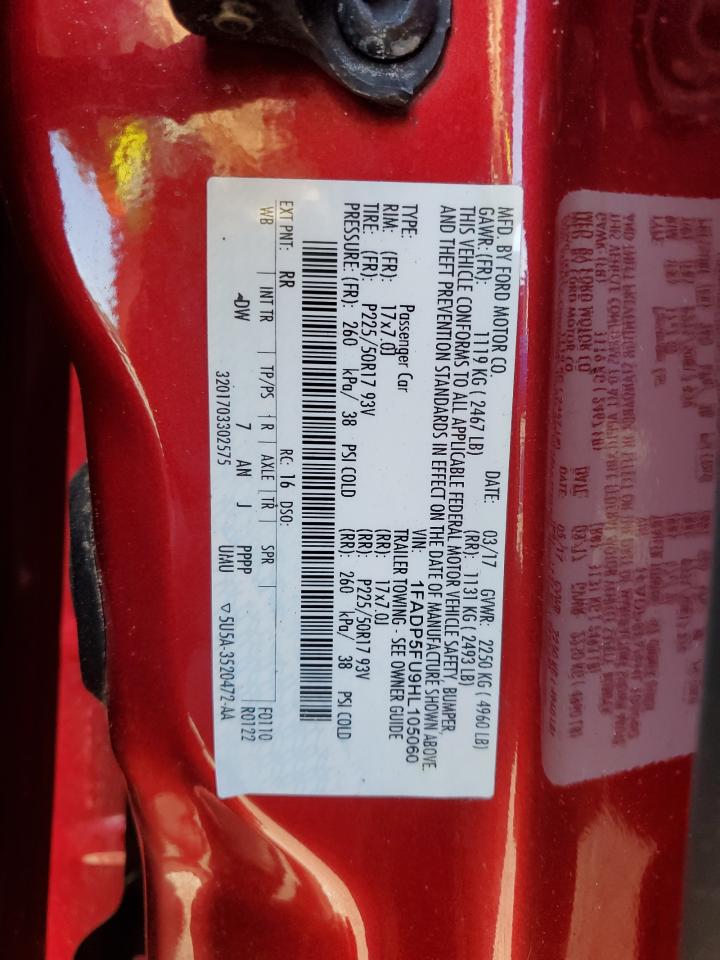 MFD. BY FORD MOTOR CO.
DATE: 03/17 GVWR: 2250 KG ( 4960 LB)
GAWR: (FR): 1119 KG ( 2467 LB) (RR): 1131 KG ( 2493 LB)
THIS VEHICLE CONFORMS TO ALL APPLICABLE FEDERAL MOTOR VEHICLE SAFETY, BUMPER,
AND THEFT PREVENTION STANDARDS IN EFFECT ON THE DATE OF MANUFACTURE SHOWN ABOVE.
VIN: 1FADP5FU9HL105060
TYPE: Passenger Car TRAILER TOWING - SEE OWNER GUIDE
RIM: (FR): 17x7.0J (RR): 17x7.0J
TIRE: (FR): P225/50R17 93V (RR): P225/50R17 93V
PRESSURE: (FR): 260 kPa/ 38 PSI COLD (RR): 260 kPa/ 38 PSI COLD
EXT PNT: RR RC: 16 DSO: F0110
WB INT TR TP/PS R AXLE TR SPR R0122
DW 7 AN J PPPP
3201703302575 UMU ▽5U5A-3520472-AA